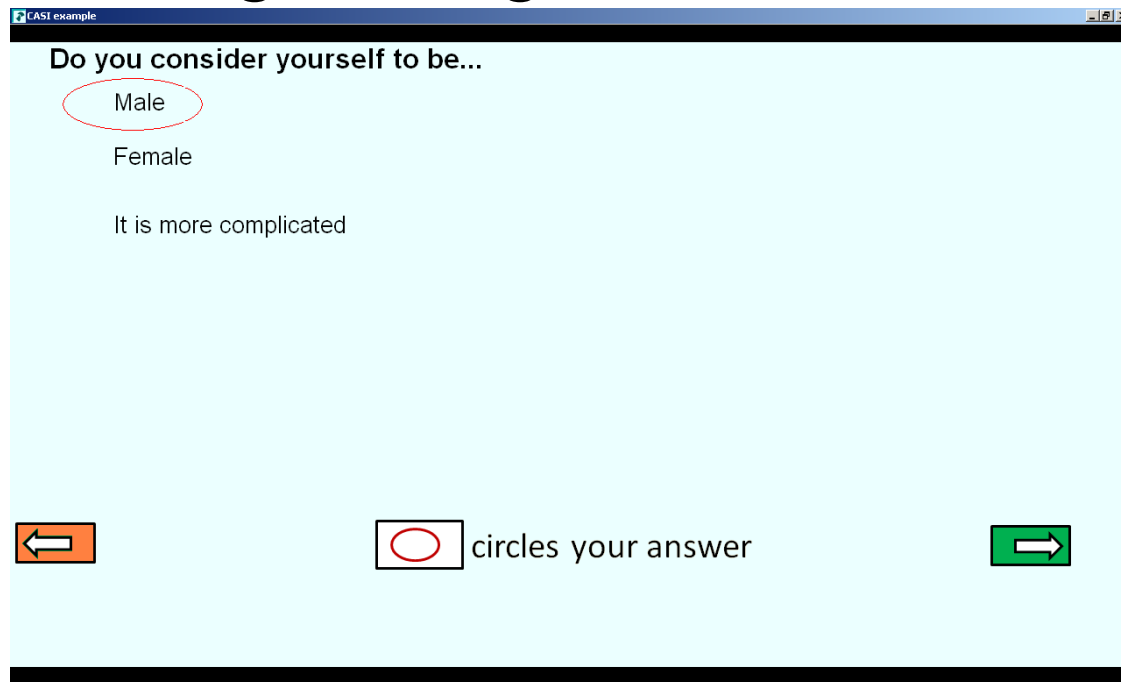 CASI example
Do you consider yourself to be...
Male
Female
It is more complicated
circles your answer